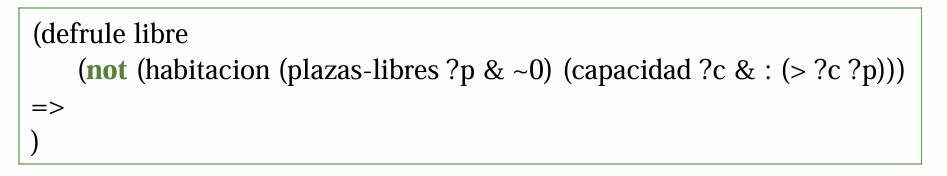 (defrule libre
(not (habitacion (plazas-libres ?p & ~0) (capacidad ?c & : (> ?c ?p)))
=>
)